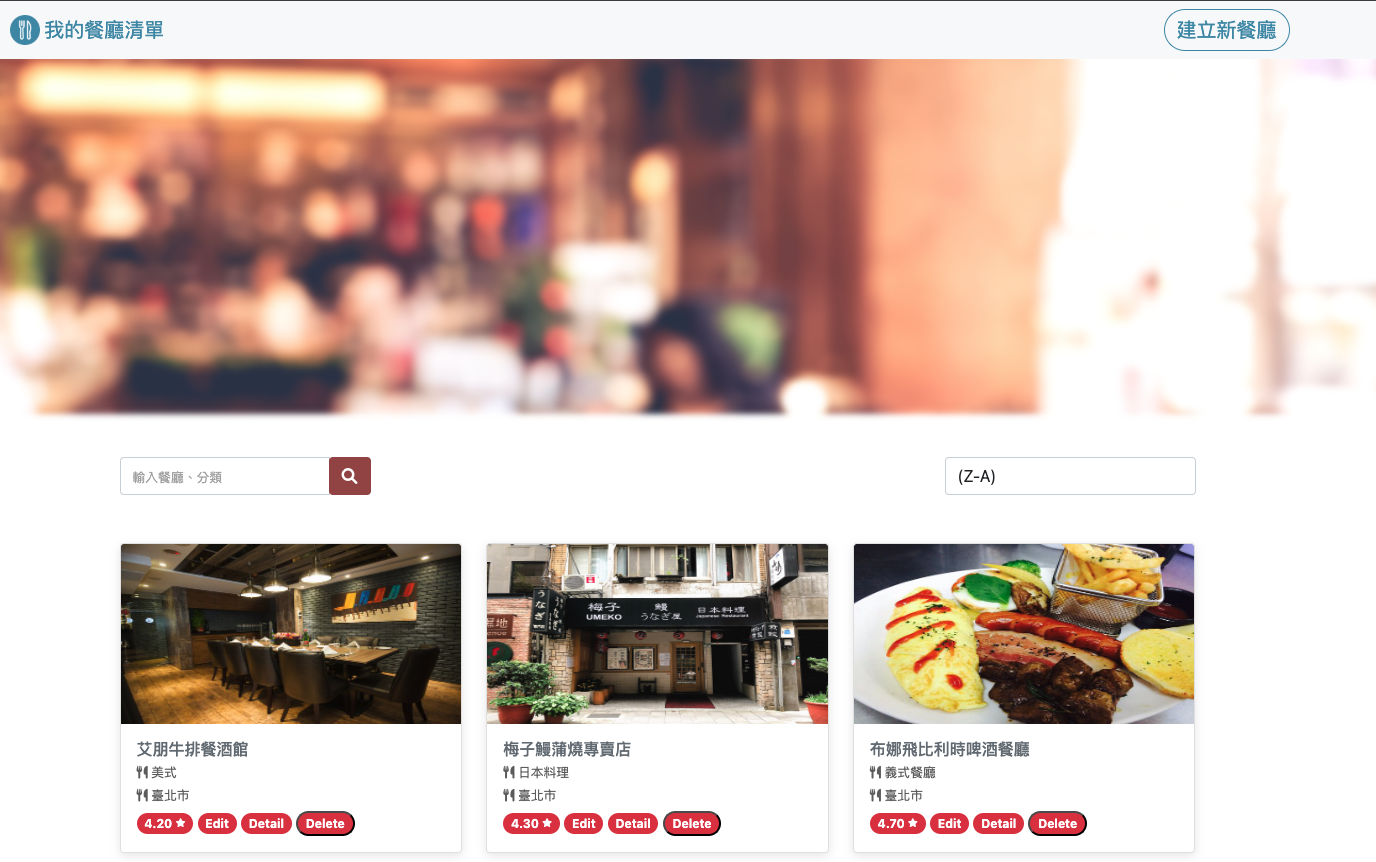 我的餐廳清單
建立新餐廳
輸入餐廳、分類
(Z-A)
梅子
UMEKO
鰻
うなぎ屋
日本料理
Japanese Restaurant
うなぎ
艾朋牛排餐酒館
美式
臺北市
4.20 Edit Detail Delete
梅子鰻蒲燒專賣店
日本料理
臺北市
4.30 Edit Detail Delete
布娜飛比利時啤酒餐廳
義式餐廳
臺北市
4.70 Edit Detail Delete